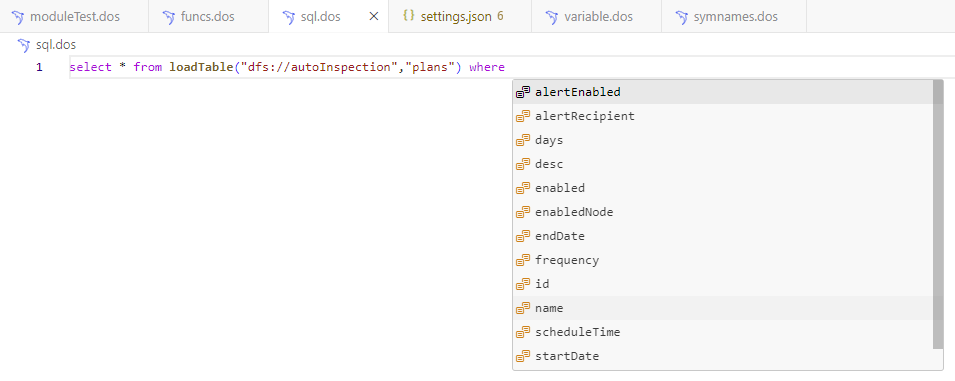 moduleTest.dos funcs.dos sql.dos settings.json 6 variable.dos symnames.dos
sql.dos
1 select * from loadTable("dfs://autoInspection","plans") where
alertEnabled
alertRecipient
days
desc
enabled
enabledNode
endDate
frequency
id
name
scheduleTime
startDate